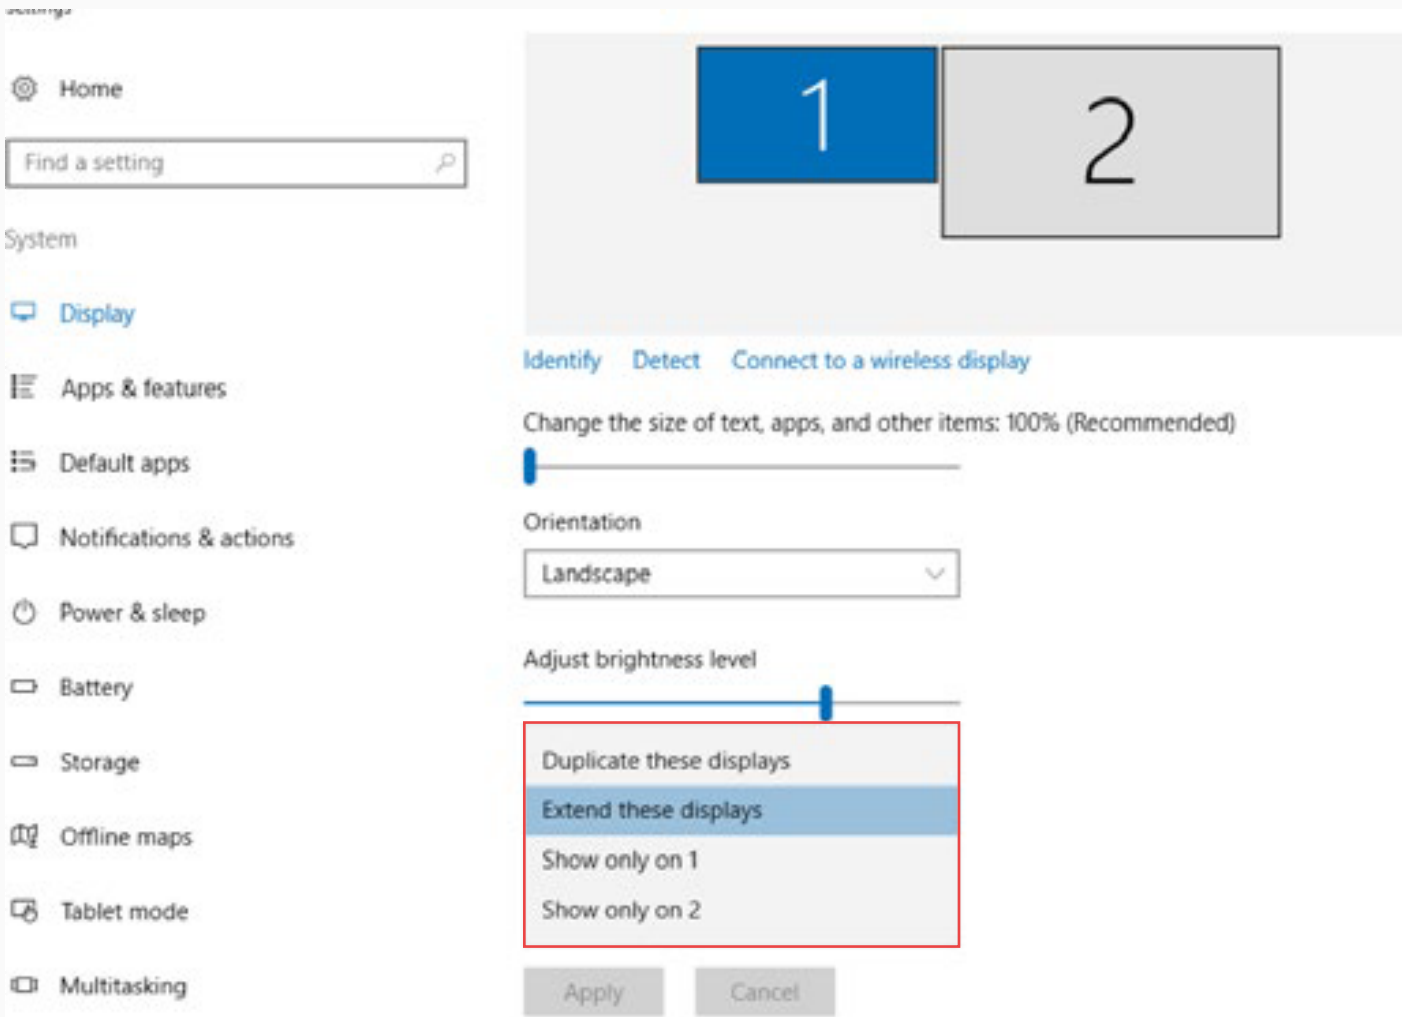 Settings
Home
Find a setting
System
Display
Apps & features
Default apps
Notifications & actions
Power & sleep
Battery
Storage
Offline maps
Tablet mode
Multitasking
1
2
Identify Detect Connect to a wireless display
Change the size of text, apps, and other items: 100% (Recommended)
Orientation
Landscape
Adjust brightness level
Duplicate these displays
Extend these displays
Show only on 1
Show only on 2
Apply Cancel